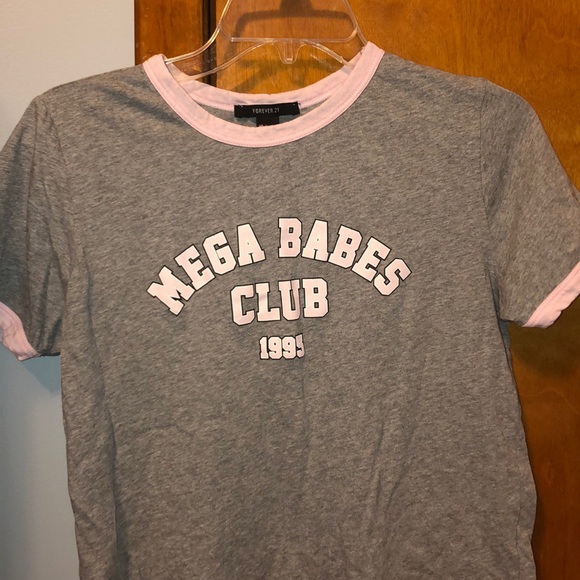 FOREVER 21
MEGA BABES
CLUB
1995